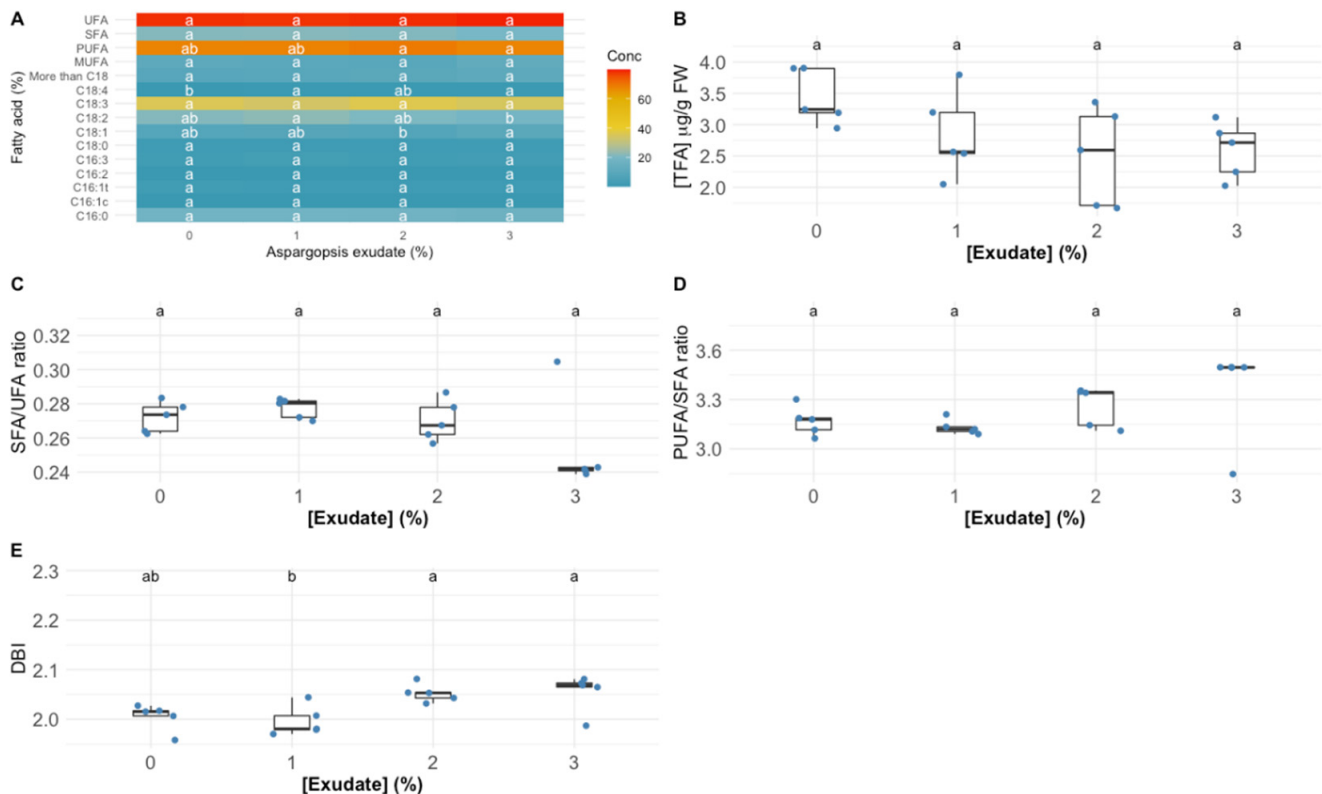 A
Fatty acid (%)
UFA a a a a
SFA a a a a
PUFA ab ab a a
MUFA a a a a
More than C18 a a a a
C18:4 b a ab a
C18:3 a a a a
C18:2 ab a ab b
C18:1 ab ab b a
C18:0 a a a a
C16:3 a a a a
C16:2 a a a a
C16:1t a a a a
C16:1c a a a a
C16:0 a a a a
0 1 2 3
Aspargopsis exudate (%)
Conc
60
40
20
B
a a a a
[TFA] µg/g FW
4.0
3.5
3.0
2.5
2.0
0 1 2 3
[Exudate] (%)
C
a a a a
SFA/UFA ratio
0.32
0.30
0.28
0.26
0.24
0 1 2 3
[Exudate] (%)
D
a a a a
PUFA/SFA ratio
3.6
3.3
3.0
0 1 2 3
[Exudate] (%)
E
ab b a a
DBI
2.3
2.2
2.1
2.0
0 1 2 3
[Exudate] (%)